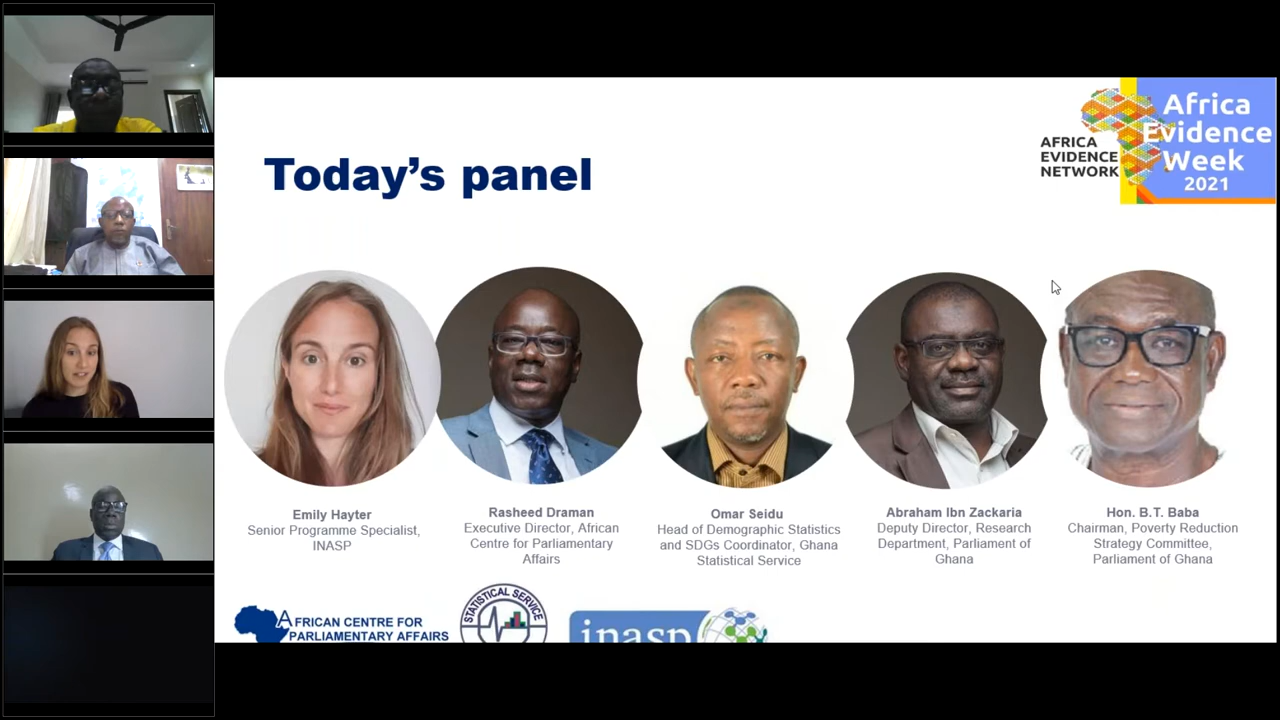 Today's panel
AFRICA
EVIDENCE
NETWORK
Africa
Evidence
Week
2021
Emily Hayter
Senior Programme Specialist,
INASP
Rasheed Draman
Executive Director, African
Centre for Parliamentary
Affairs
Omar Seidu
Head of Demographic Statistics
and SDGs Coordinator, Ghana
Statistical Service
Abraham Ibn Zackaria
Deputy Director, Research
Department, Parliament of
Ghana
Hon. B.T. Baba
Chairman, Poverty Reduction
Strategy Committee,
Parliament of Ghana
AFRICAN CENTRE FOR
PARLIAMENTARY AFFAIRS
STATISTICAL SERVICE
inasp